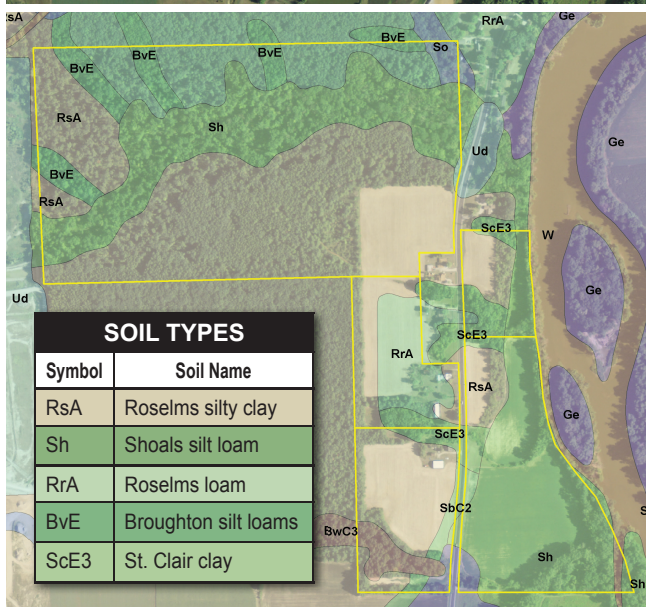 RsA
RrA
Ge
BvE
So
BvE
BvE
BvE
RsA
Sh
Ud
Ge
BvE
RsA
ScE3
W
Ge
Ud
ScE3
RrA
RsA
Ge
ScE3
SbC2
BwC3
Sh
S
Sh
SOIL TYPES
Symbol Soil Name
RsA Roselms silty clay
Sh Shoals silt loam
RrA Roselms loam
BvE Broughton silt loams
ScE3 St. Clair clay